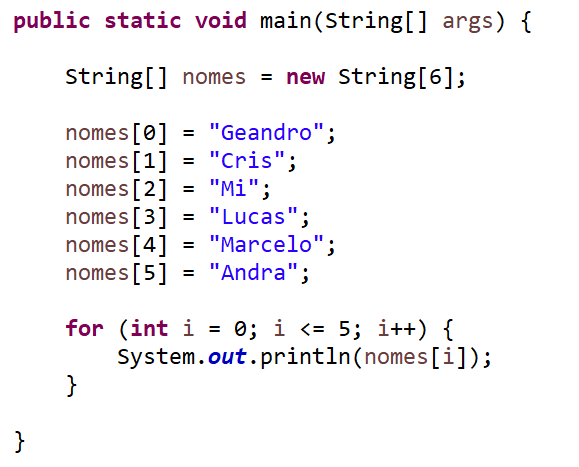 public static void main(String[] args) {
String[] nomes = new String[6];
nomes[0] = "Geandro";
nomes[1] = "Cris";
nomes[2] = "Mi";
nomes[3] = "Lucas";
nomes[4] = "Marcelo";
nomes[5] = "Andra";
for (int i = 0; i <= 5; i++) {
System.out.println(nomes[i]);
}
}